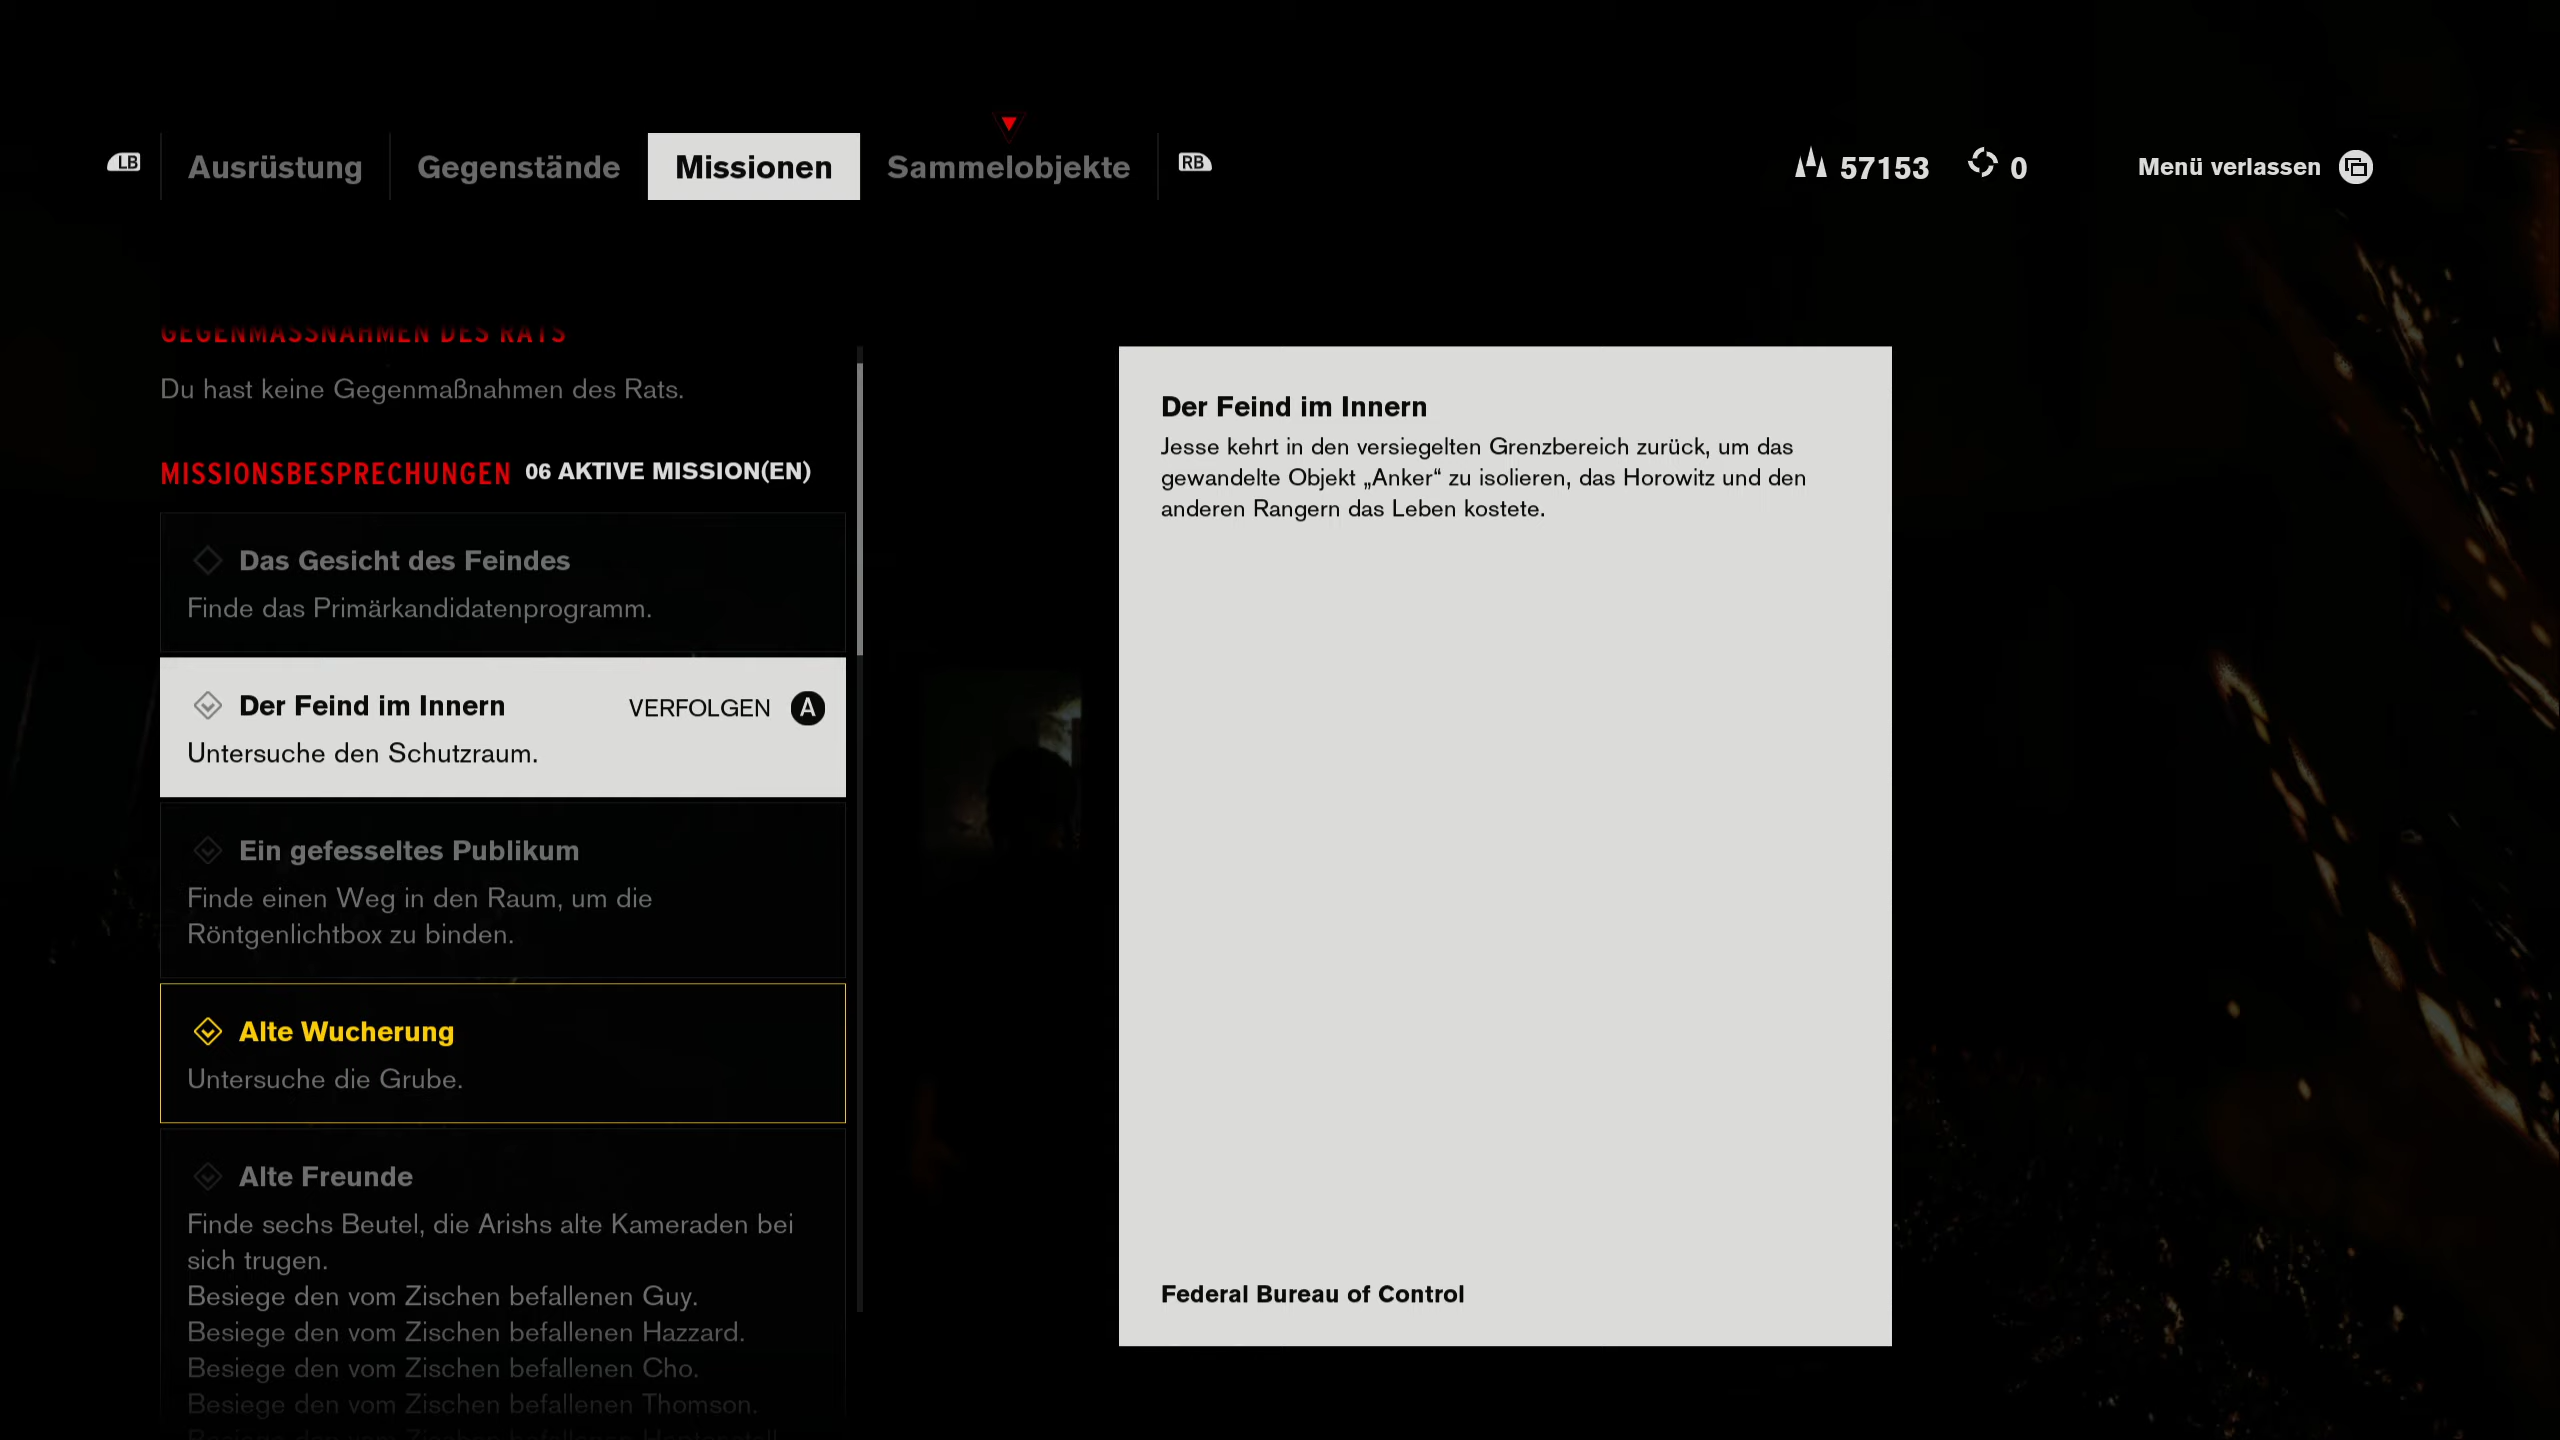 LB
Ausrüstung
Gegenstände
Missionen
Sammelobjekte
RB
57153
0
Menü verlassen
GEGENMASSNAHMEN DES RATS
Du hast keine Gegenmaßnahmen des Rats.
MISSIONSBESPRECHUNGEN 06 AKTIVE MISSION(EN)
Das Gesicht des Feindes
Finde das Primärkandidatenprogramm.
Der Feind im Innern VERFOLGEN A
Untersuche den Schutzraum.
Ein gefesseltes Publikum
Finde einen Weg in den Raum, um die
Röntgenlichtbox zu binden.
Alte Wucherung
Untersuche die Grube.
Alte Freunde
Finde sechs Beutel, die Arishs alte Kameraden bei
sich trugen.
Besiege den vom Zischen befallenen Guy.
Besiege den vom Zischen befallenen Hazzard.
Besiege den vom Zischen befallenen Cho.
Besiege den vom Zischen befallenen Thomson.
Besiege den vom Zischen befallenen
Der Feind im Innern
Jesse kehrt in den versiegelten Grenzbereich zurück, um das
gewandelte Objekt „Anker“ zu isolieren, das Horowitz und den
anderen Rangern das Leben kostete.
Federal Bureau of Control